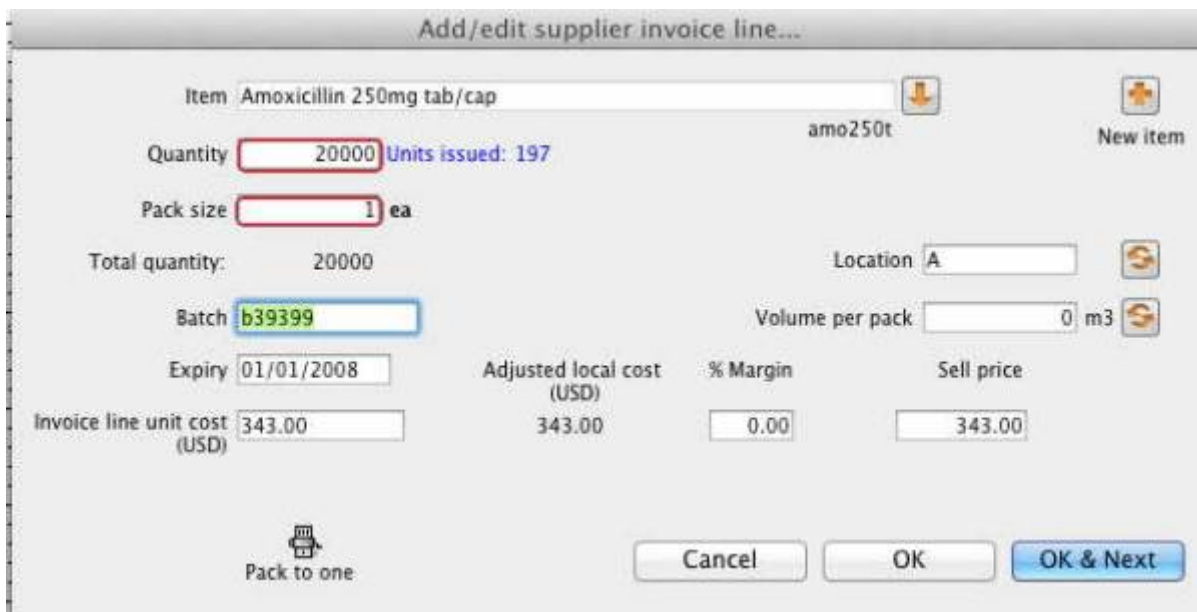 Add/edit supplier invoice line...
Item Amoxicillin 250mg tab/cap
amo250t
New item
Quantity 20000 Units issued: 197
Pack size 1 ea
Total quantity: 20000
Location A
Batch b39399
Volume per pack 0 m3
Expiry 01/01/2008
Adjusted local cost
(USD)
% Margin
Sell price
Invoice line unit cost
(USD)
343.00
343.00
0.00
343.00
Pack to one
Cancel
OK
OK & Next